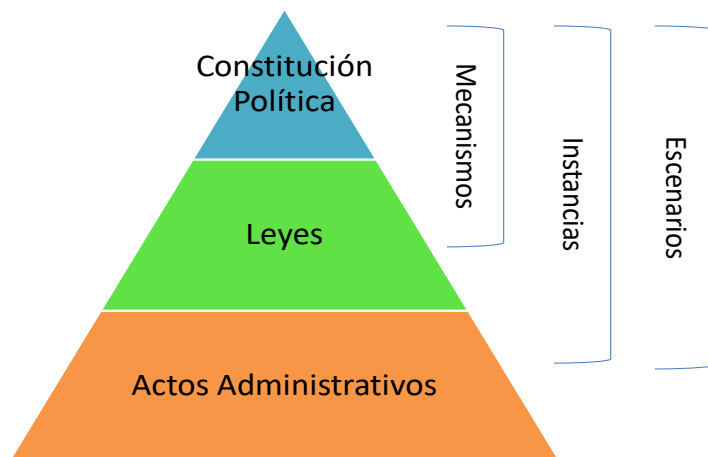 Constitución
Política
Leyes
Actos Administrativos
Mecanismos
Instancias
Escenarios